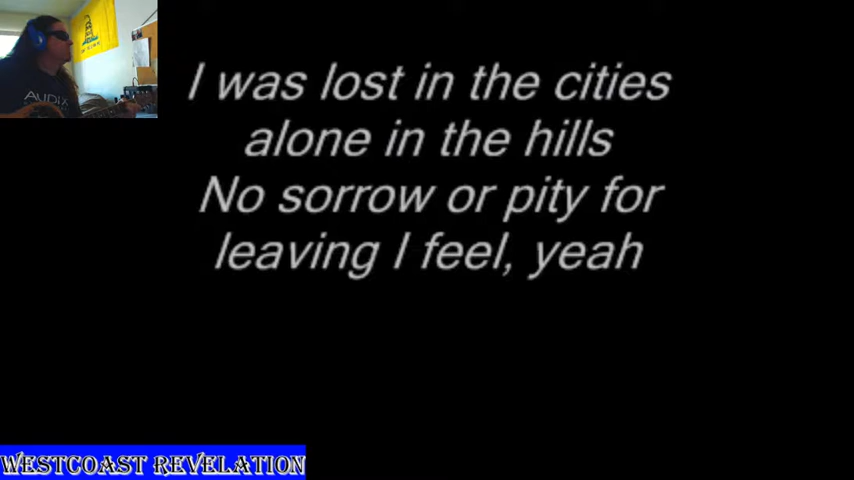 I was lost in the cities
alone in the hills
No sorrow or pity for
leaving I feel, yeah
AUDIX
WESTCOAST REVELATION